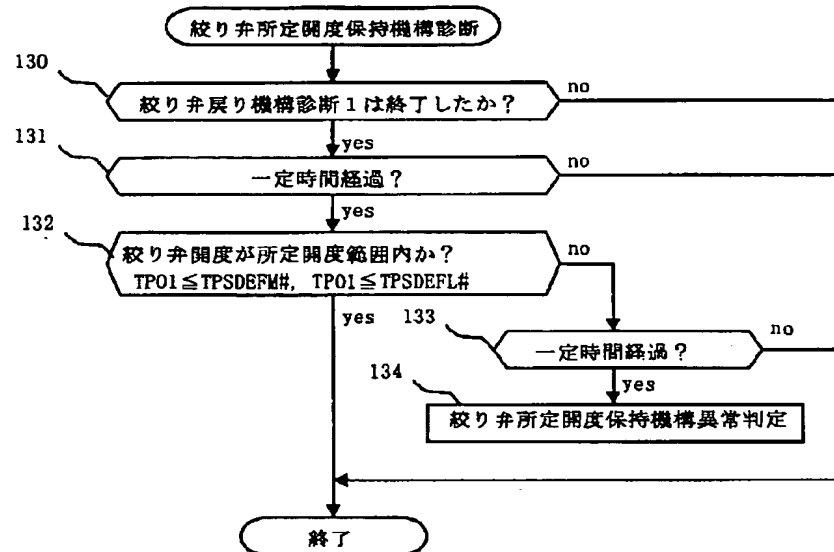 絞り弁所定開度保持機構診断
130
絞り弁戻り機構診断1は終了したか?
no
yes
131
一定時間経過?
no
yes
132
絞り弁開度が所定開度範囲内か?
TPO1≦TPSDEFM#, TPO1≦TPSDEFL#
no
yes
133
一定時間経過?
no
yes
134
絞り弁所定開度保持機構異常判定
終了